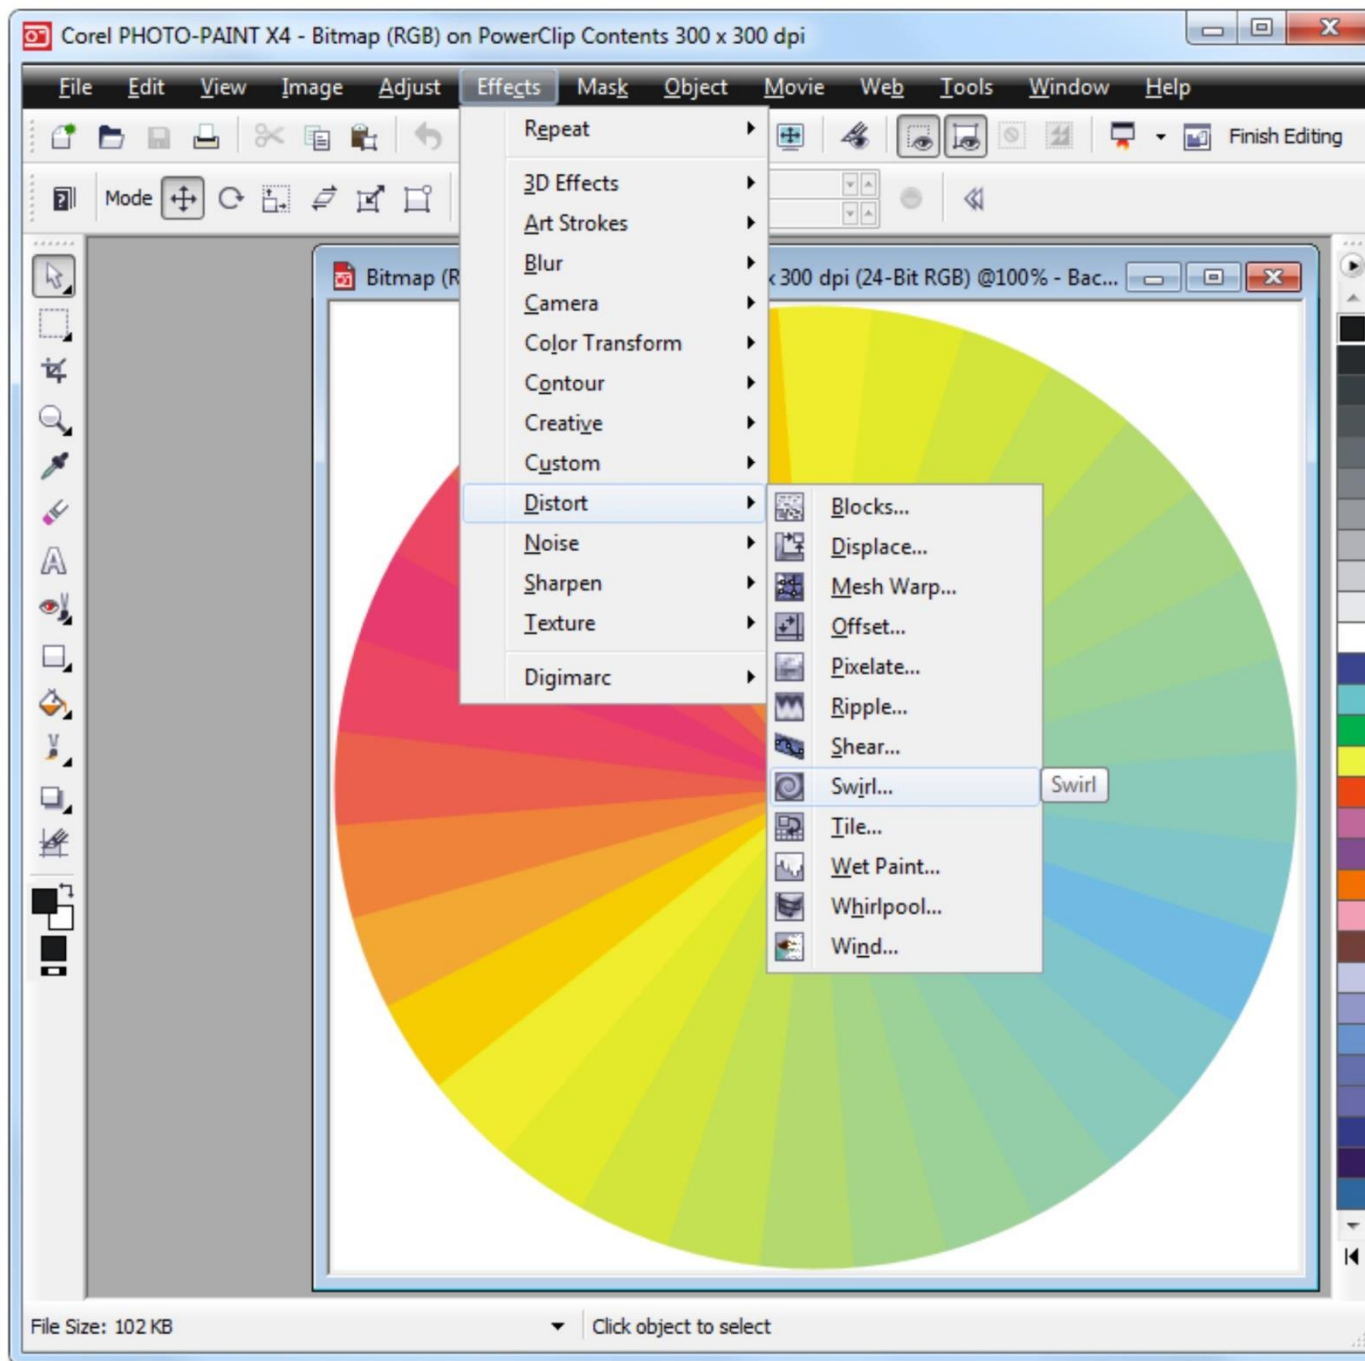 Corel PHOTO-PAINT X4 - Bitmap (RGB) on PowerClip Contents 300 x 300 dpi
File Edit View Image Adjust Effects Mask Object Movie Web Tools Window Help
Finish Editing
Mode
Bitmap (R x 300 dpi (24-Bit RGB) @100% - Bac...
Repeat
3D Effects
Art Strokes
Blur
Camera
Color Transform
Contour
Creative
Custom
Distort
Noise
Sharpen
Texture
Digimarc
Blocks...
Displace...
Mesh Warp...
Offset...
Pixelate...
Ripple...
Shear...
Swirl...
Swirl
Tile...
Wet Paint...
Whirlpool...
Wind...
File Size: 102 KB
Click object to select